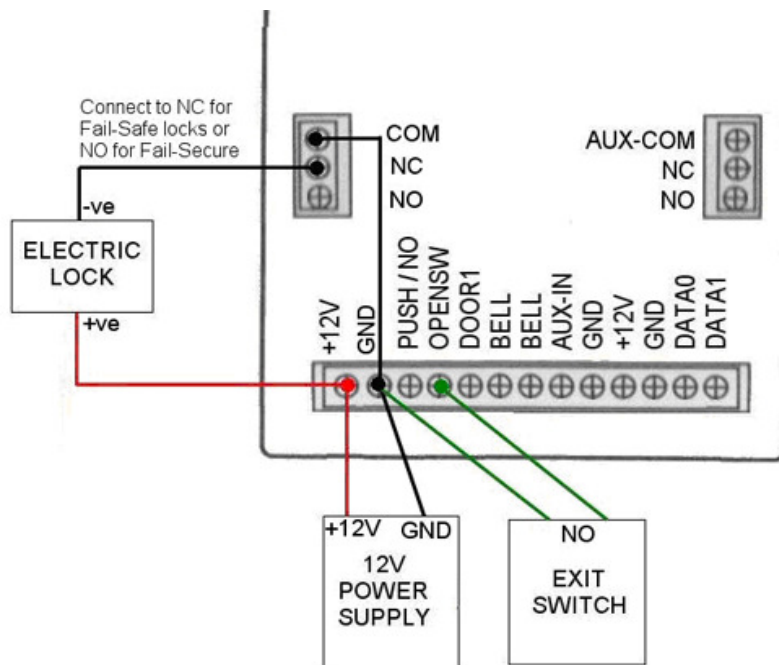 Connect to NC for
Fail-Safe locks or
NO for Fail-Secure
COM
NC
NO
AUX-COM
NC
NO
-ve
ELECTRIC
LOCK
+ve
+12V
GND
PUSH / NO
OPENSW
DOOR1
BELL
BELL
AUX-IN
GND
+12V
GND
DATA0
DATA1
+12V GND
12V
POWER
SUPPLY
NO
EXIT
SWITCH